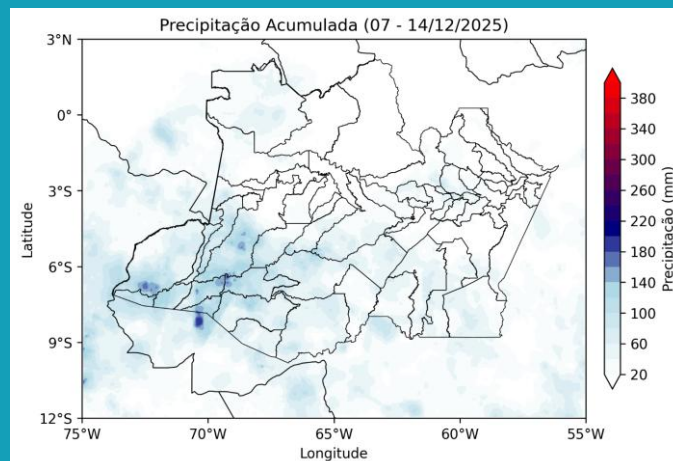 Precipitação Acumulada (07 - 14/12/2025)
3°N
0°
3°S
6°S
9°S
12°S
Latitude
75°W
70°W
65°W
60°W
55°W
Longitude
380
340
300
260
220
180
140
100
60
20
Precipitação (mm)